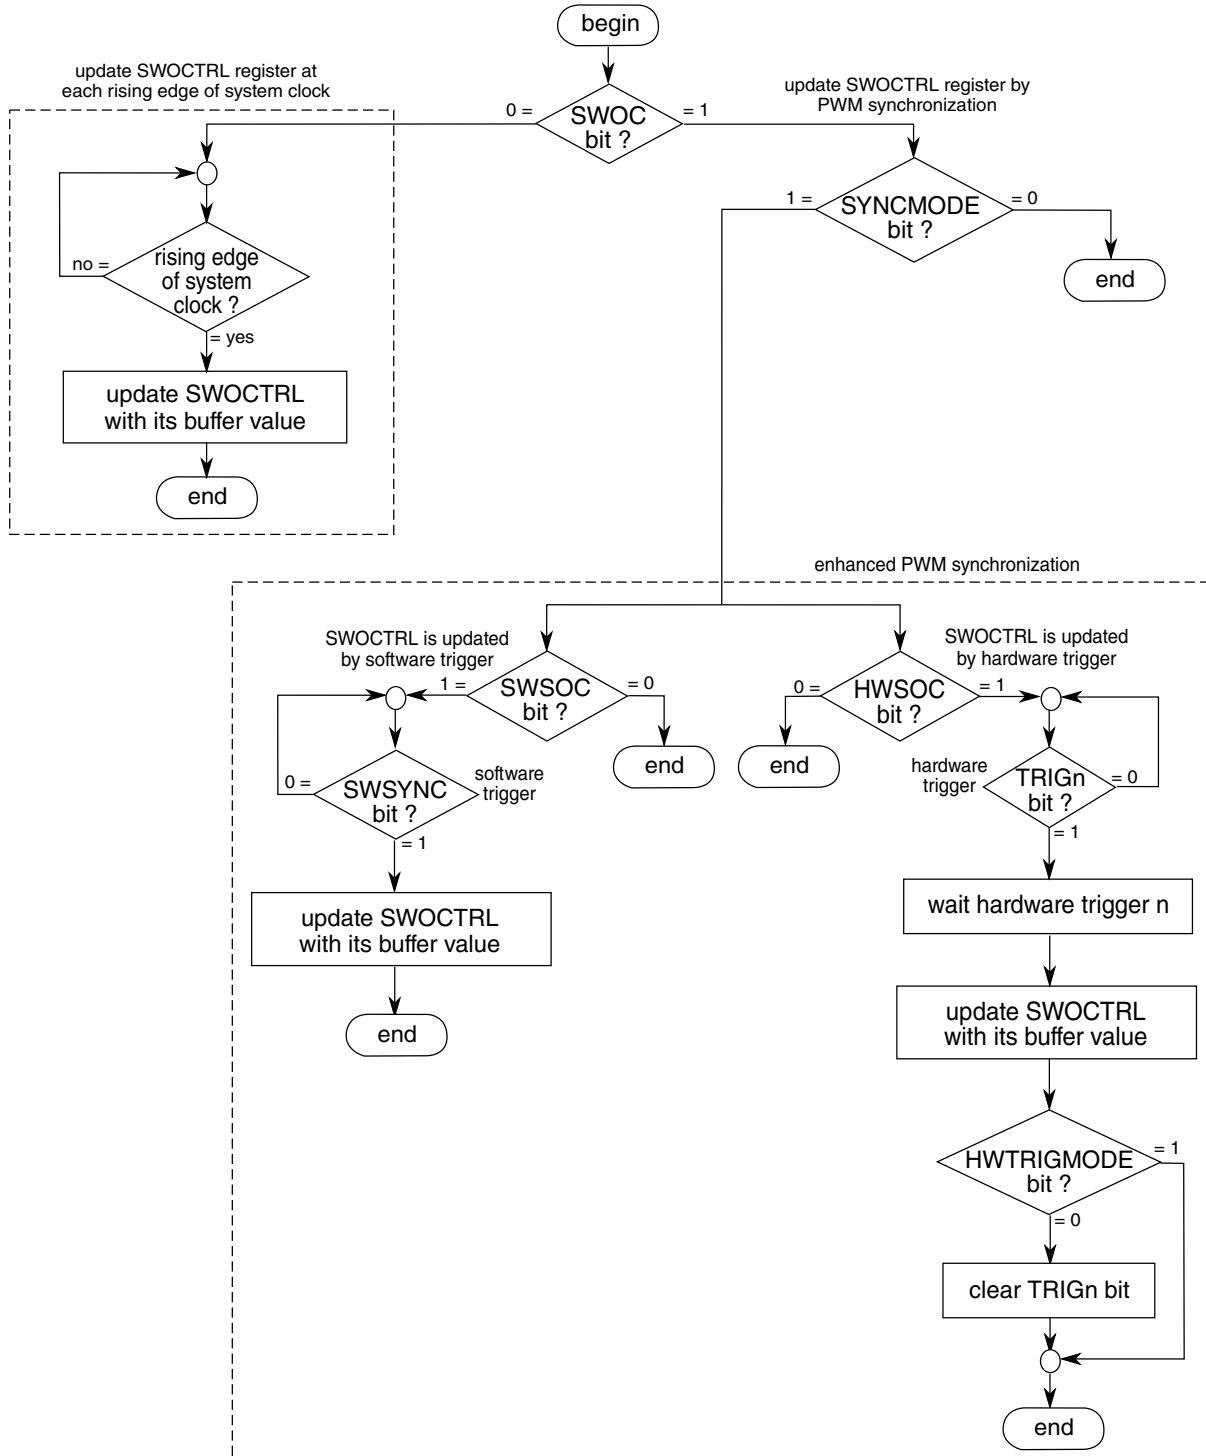 begin
update SWOCTRL register at
each rising edge of system clock
update SWOCTRL register by
PWM synchronization
0 =
SWOC
bit ?
= 1
1 =
SYNCMODE
bit ?
= 0
end
no =
rising edge
of system
clock ?
= yes
update SWOCTRL
with its buffer value
end
enhanced PWM synchronization
SWOCTRL is updated
by software trigger
1 =
SWSOC
bit ?
= 0
end
0 =
SWSYNC
bit ?
software
trigger
= 1
update SWOCTRL
with its buffer value
end
SWOCTRL is updated
by hardware trigger
0 =
HWSOC
bit ?
= 1
end
hardware
trigger
TRIGn
bit ?
= 0
= 1
wait hardware trigger n
update SWOCTRL
with its buffer value
HWTRIGMODE
bit ?
= 1
= 0
clear TRIGn bit
end